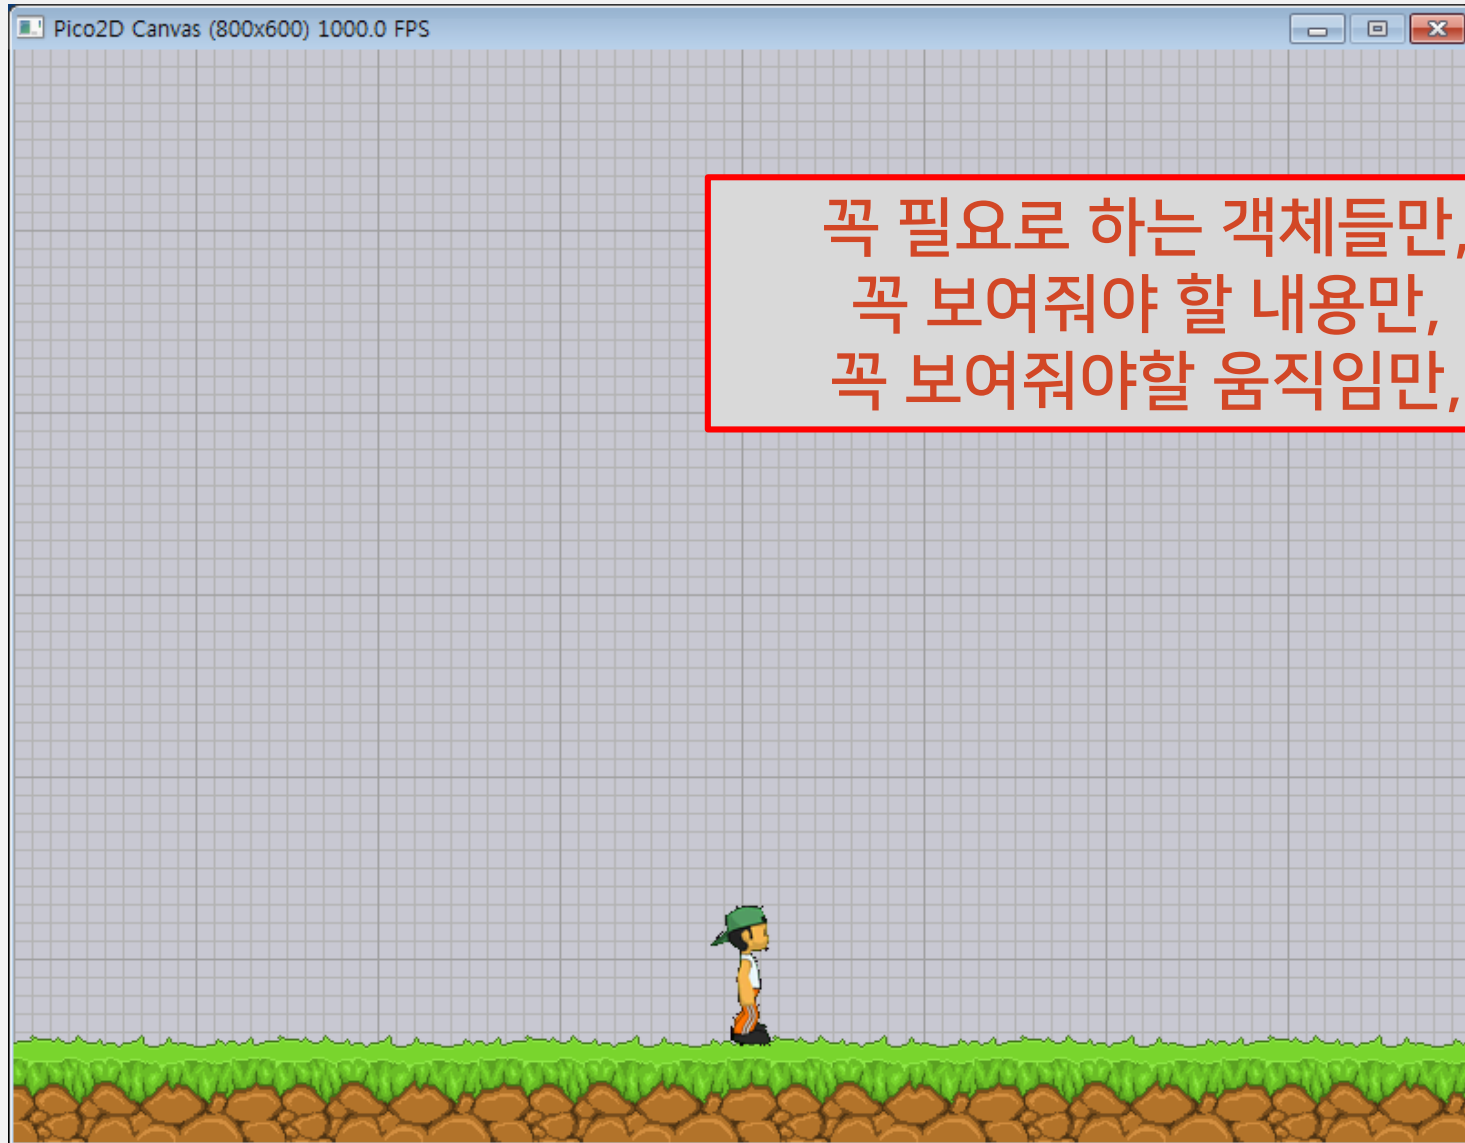 Pico2D Canvas (800x600) 1000.0 FPS
꼭 필요로 하는 객체들만,
꼭 보여줘야 할 내용만,
꼭 보여줘야할 움직임만,